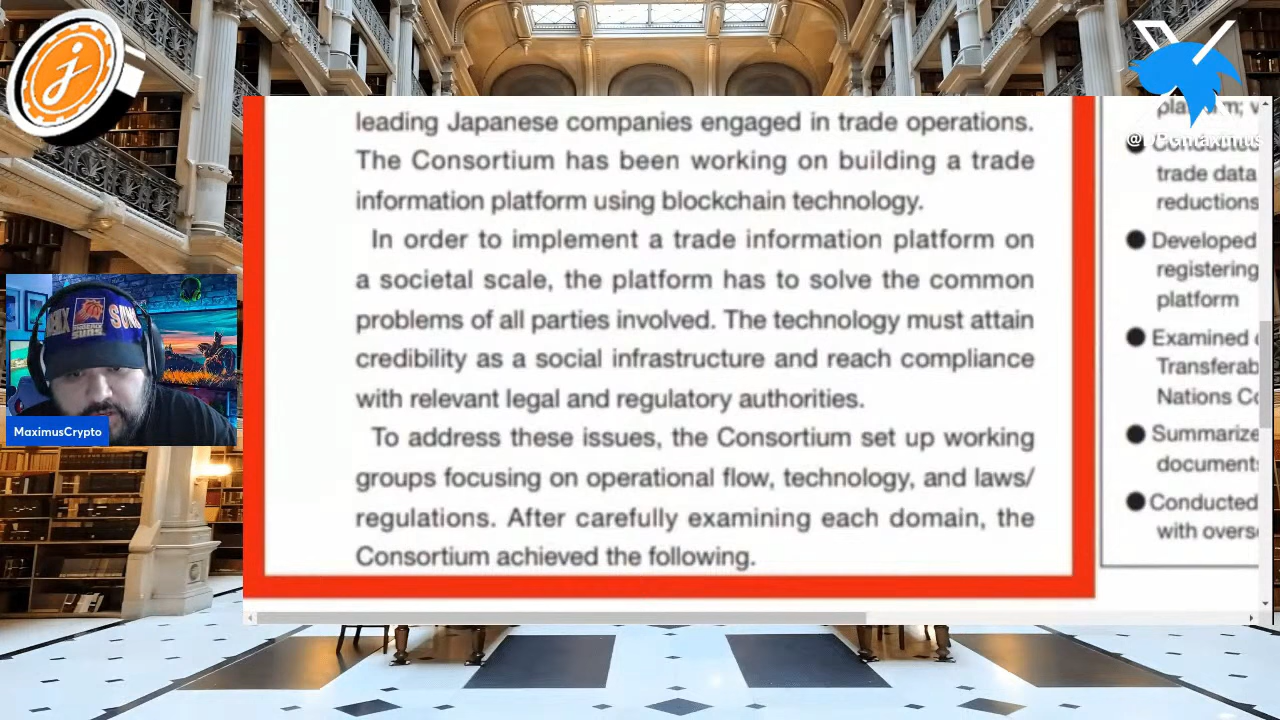 leading Japanese companies engaged in trade operations.
The Consortium has been working on building a trade
information platform using blockchain technology.
In order to implement a trade information platform on
a societal scale, the platform has to solve the common
problems of all parties involved. The technology must attain
credibility as a social infrastructure and reach compliance
with relevant legal and regulatory authorities.
To address these issues, the Consortium set up working
groups focusing on operational flow, technology, and laws/
regulations. After carefully examining each domain, the
Consortium achieved the following.
trade data
reductions
Developed
registering
platform
Examined
Transferab
Nations Co
Summarize
document
Conducted
with overs
SUNS
MaximusCrypto